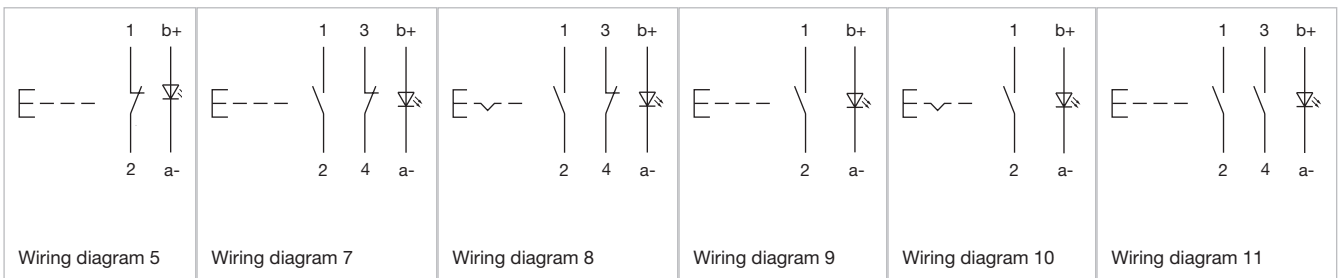 1 b+
2 a-
Wiring diagram 5
1 3 b+
2 4 a-
Wiring diagram 7
1 3 b+
2 4 a-
Wiring diagram 8
1 b+
2 a-
Wiring diagram 9
1 b+
2 a-
Wiring diagram 10
1 3 b+
2 4 a-
Wiring diagram 11